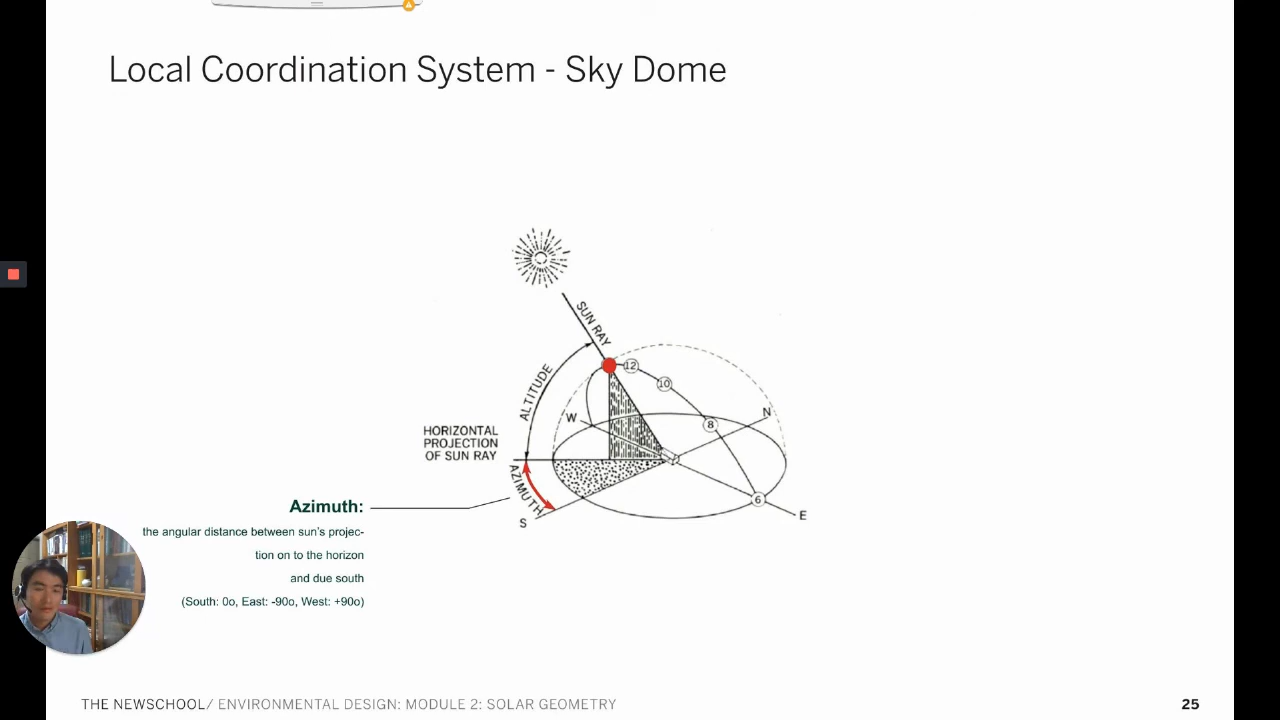 Local Coordination System - Sky Dome
SUN RAY
12
10
ALTITUDE
W
N
8
HORIZONTAL
PROJECTION
OF SUN RAY
AZIMUTH
6
S
E
Azimuth:
the angular distance between sun's projec-
tion on to the horizon
and due south
(South: 0o, East: -90o, West: +90o)
THE NEWSCHOOL/ ENVIRONMENTAL DESIGN: MODULE 2: SOLAR GEOMETRY
25